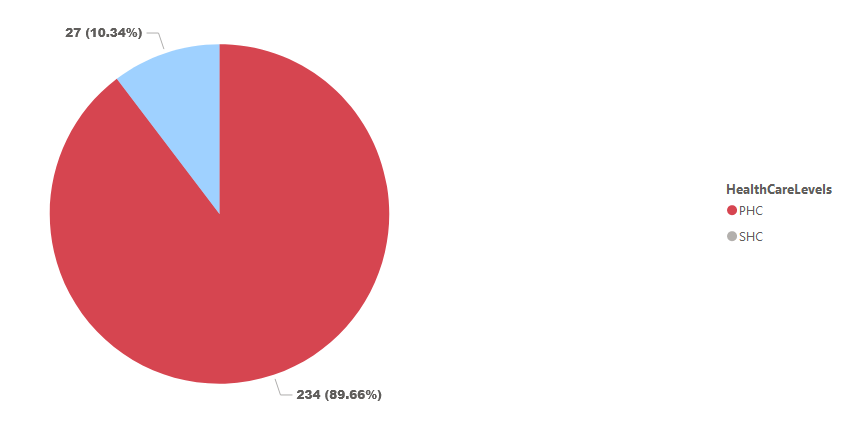 27 (10.34%)
HealthCareLevels
PHC
SHC
234 (89.66%)